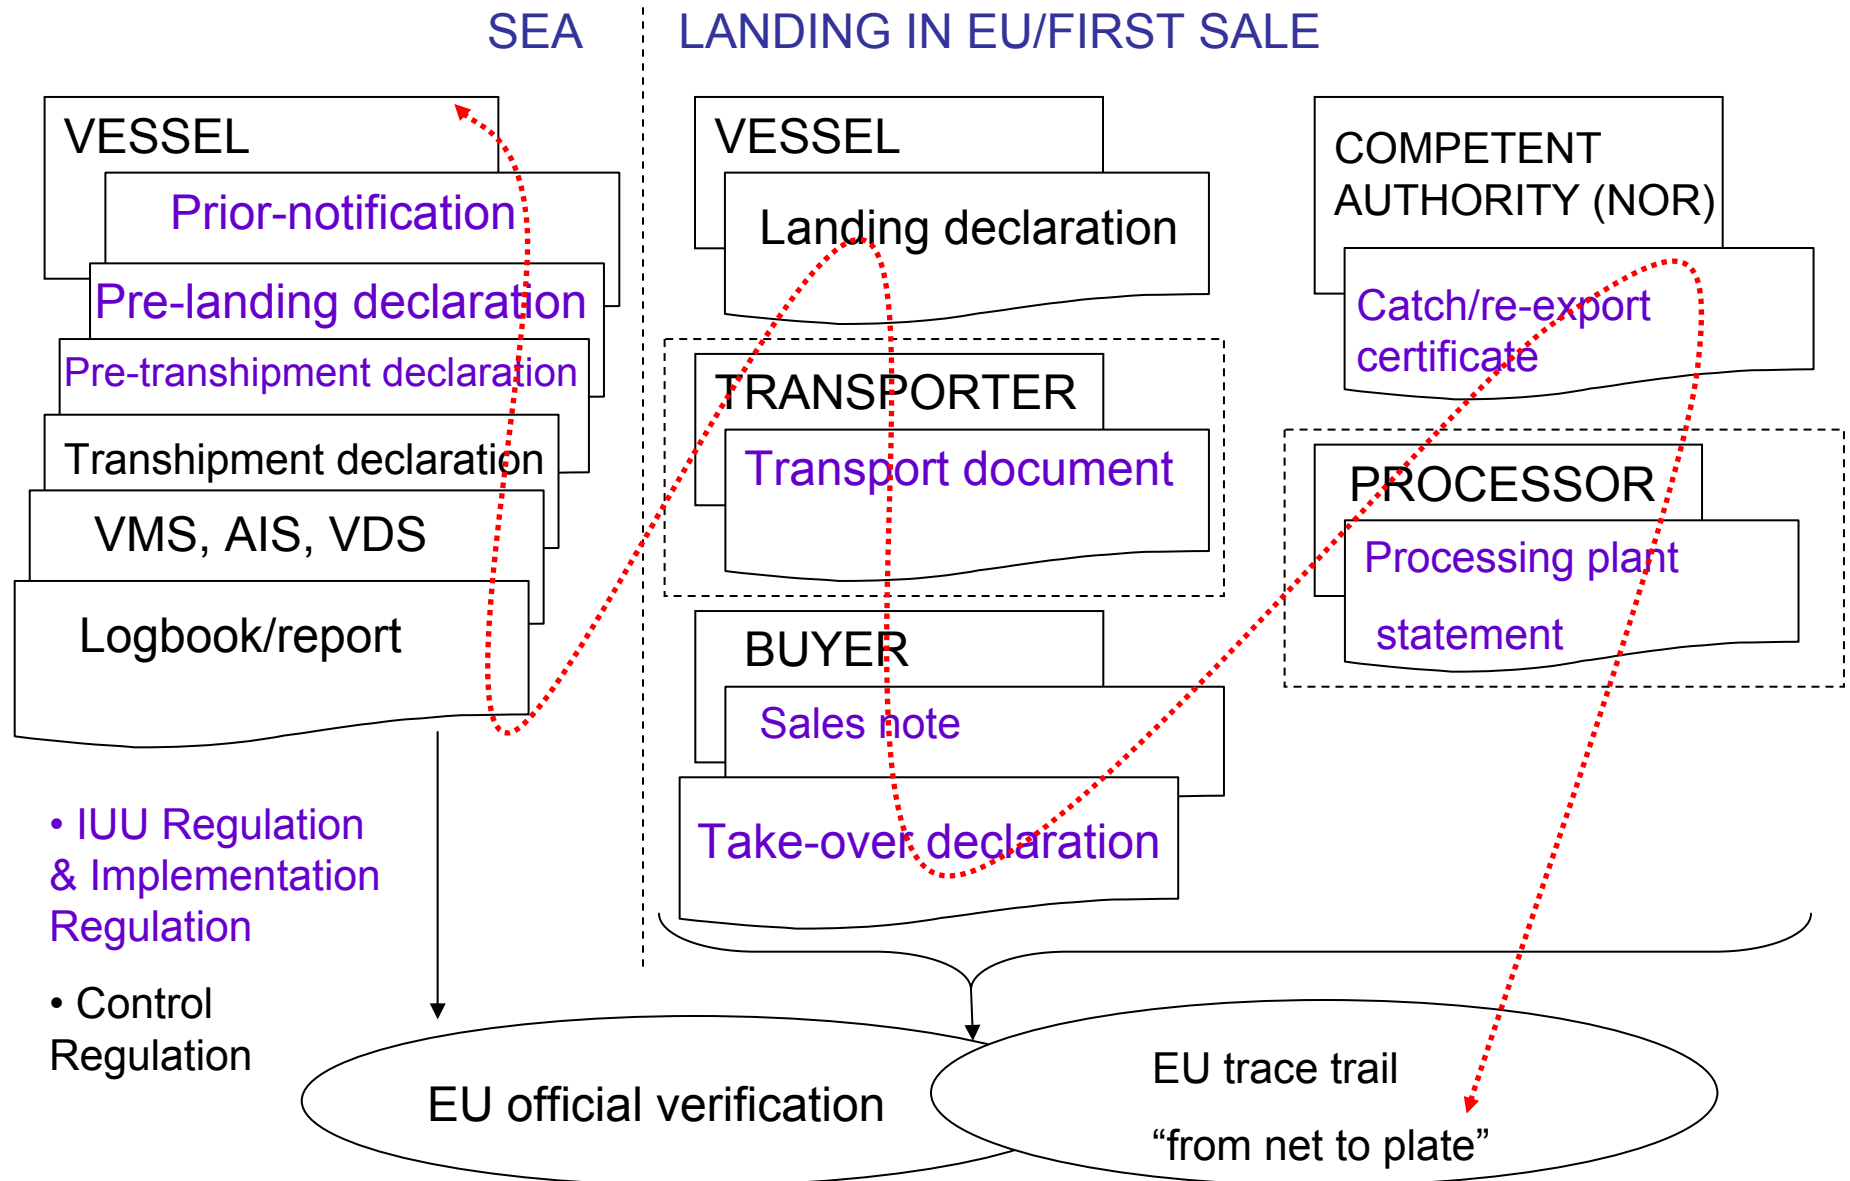 SEA
LANDING IN EU/FIRST SALE
VESSEL
Prior-notification
Pre-landing declaration
Pre-transhipment declaration
Transhipment declaration
VMS, AIS, VDS
Logbook/report
VESSEL
Landing declaration
TRANSPORTER
Transport document
BUYER
Sales note
Take-over declaration
COMPETENT
AUTHORITY (NOR)
Catch/re-export
certificate
PROCESSOR
Processing plant
statement
• IUU Regulation
& Implementation
Regulation
• Control
Regulation
EU official verification
EU trace trail
“from net to plate”